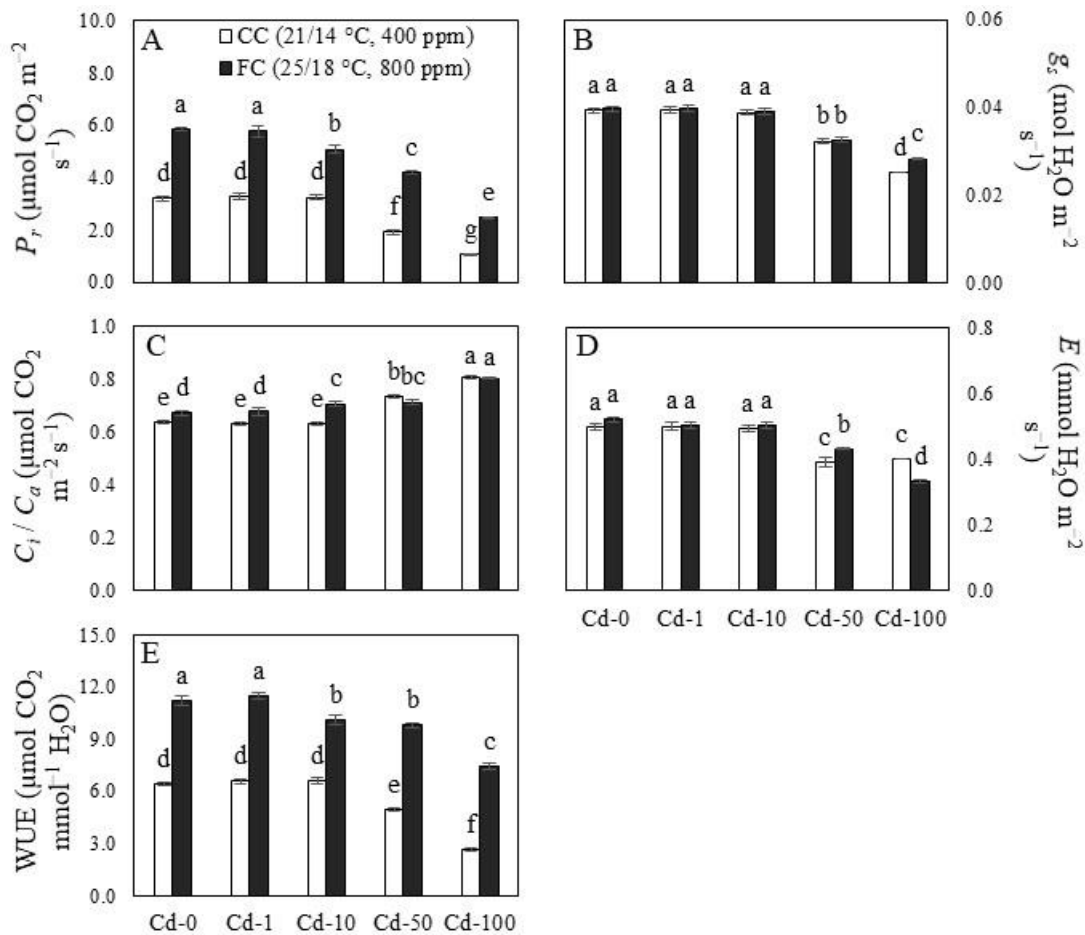 10.0
8.0
6.0
4.0
2.0
0.0
Pr (μmol CO2 m−2
s−1)
A
CC (21/14 °C, 400 ppm)
FC (25/18 °C, 800 ppm)
d a d a d b f c g e
B
a a a a a a b b d c
0.06
0.04
0.02
0.00
gs (mol H2O m−2
s−1)
1.0
0.8
0.6
0.4
0.2
0.0
Ci / Ca (μmol CO2
m−2 s−1)
C
e d e d e c b bc a a
D
a a a a a a c b c d
0.8
0.6
0.4
0.2
0.0
E (mmol H2O m−2
s−1)
Cd-0 Cd-1 Cd-10 Cd-50 Cd-100
15.0
12.0
9.0
6.0
3.0
0.0
WUE (μmol CO2
mmol−1 H2O)
E
d a d a d b e b f c
Cd-0 Cd-1 Cd-10 Cd-50 Cd-100